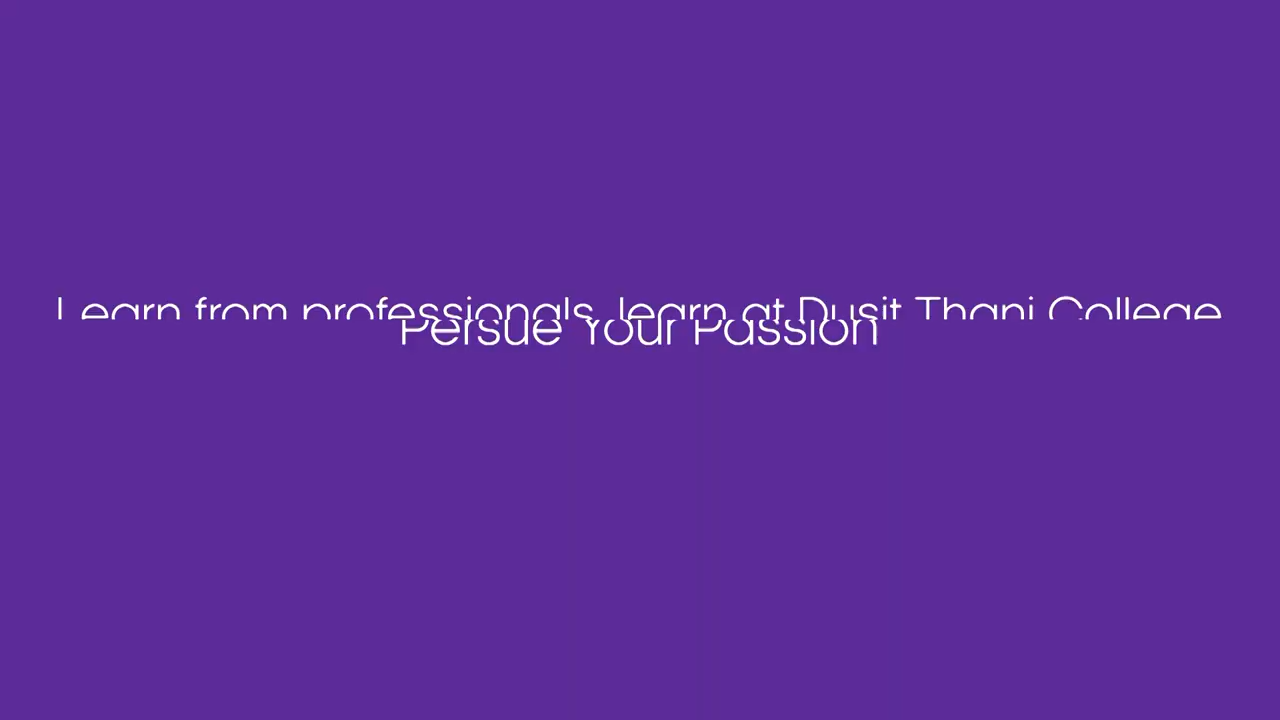 Learn from professionals, learn at Dusit Thani College
Persue Your Passion